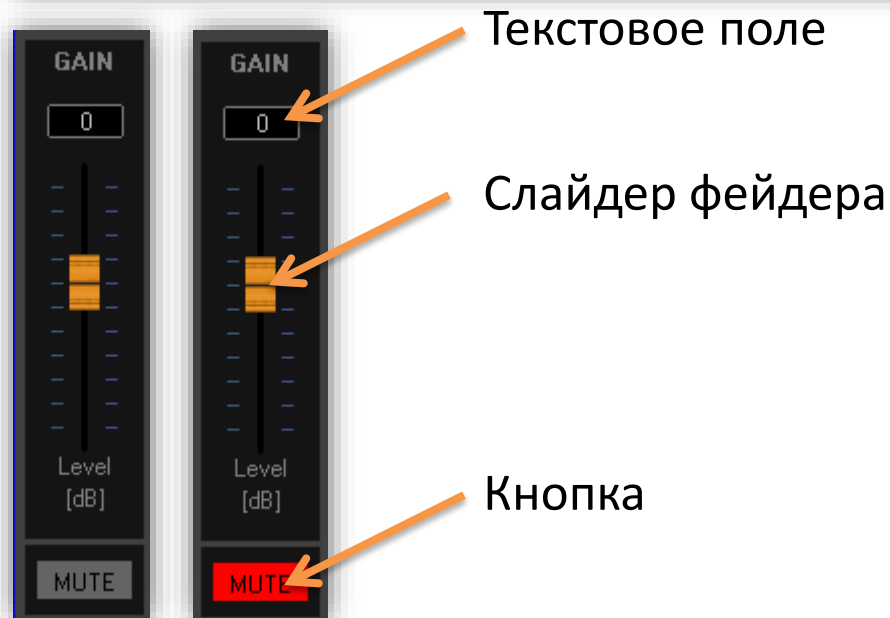 GAIN
0
Level
[dB]
MUTE
GAIN
0
Level
[dB]
MUTE
Текстовое поле
Слайдер фейдера
Кнопка